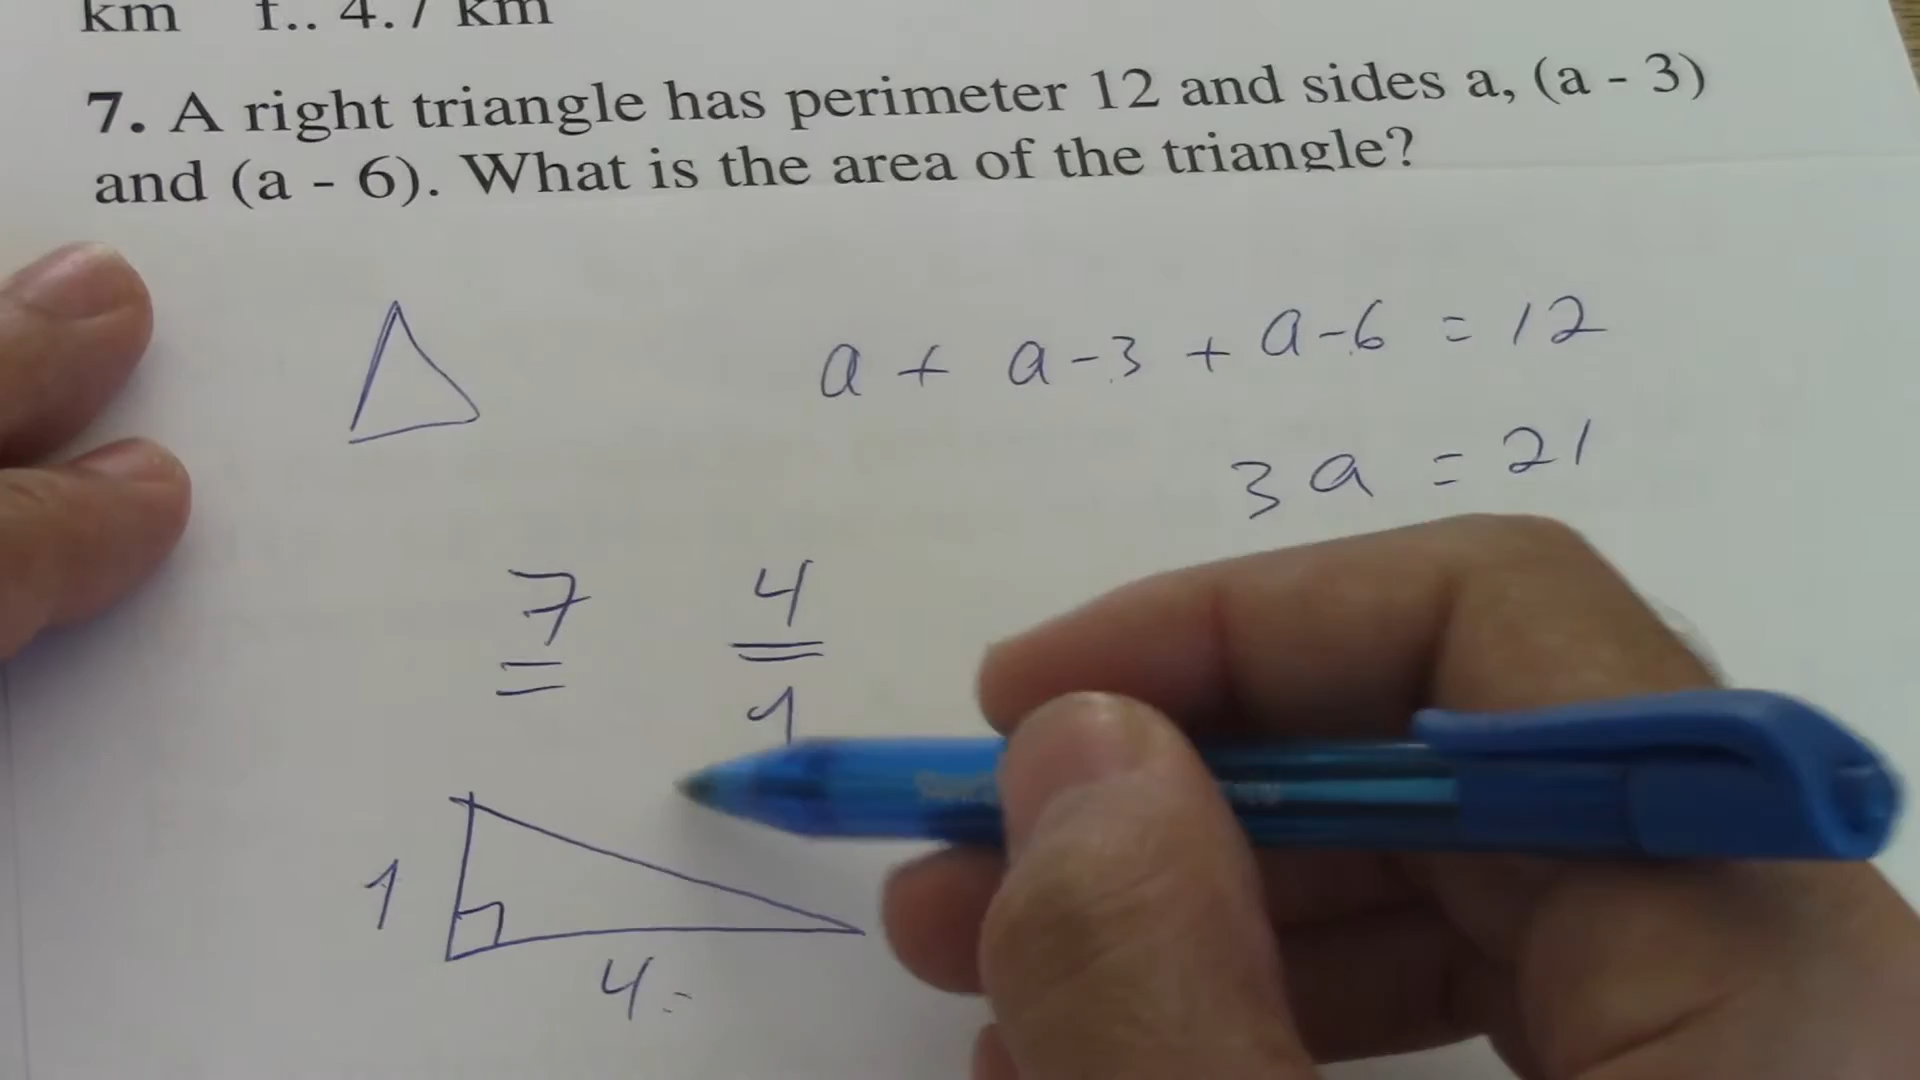 km f.. 4.7 km
7. A right triangle has perimeter 12 and sides a, (a - 3)
and (a - 6). What is the area of the triangle?
a + a-3 + a-6 = 12
3a = 21
7 4
1
1
4=